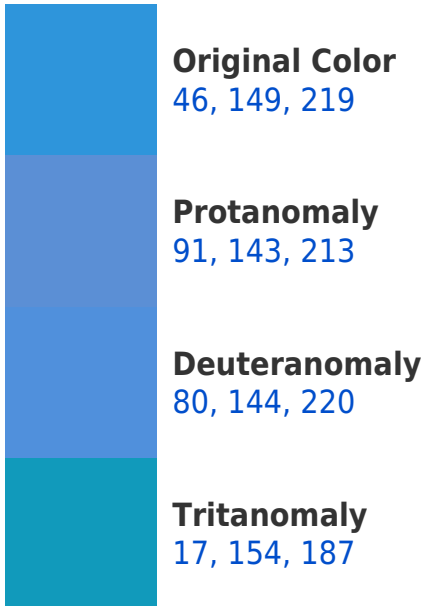 Original Color
46, 149, 219
Protanomaly
91, 143, 213
Deuteranomaly
80, 144, 220
Tritanomaly
17, 154, 187